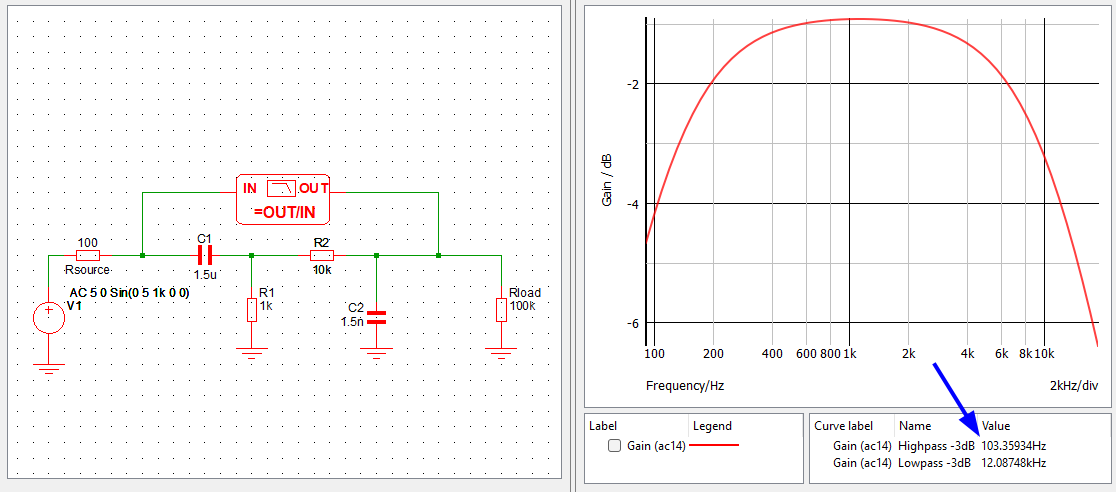 IN OUT
=OUT/IN
100
Rsource
C1
1.5u
R2
10k
AC 5 0 Sin(0 5 1k 0 0)
V1
R1
1k
C2
1.5n
Rload
100k
Gain / dB
-2
-4
-6
100 200 400 600 800 1k 2k 4k 6k 8k 10k
Frequency/Hz 2kHz/div
Label Legend
Gain (ac14)
Curve label Name Value
Gain (ac14) Highpass -3dB 103.35934Hz
Gain (ac14) Lowpass -3dB 12.08748kHz